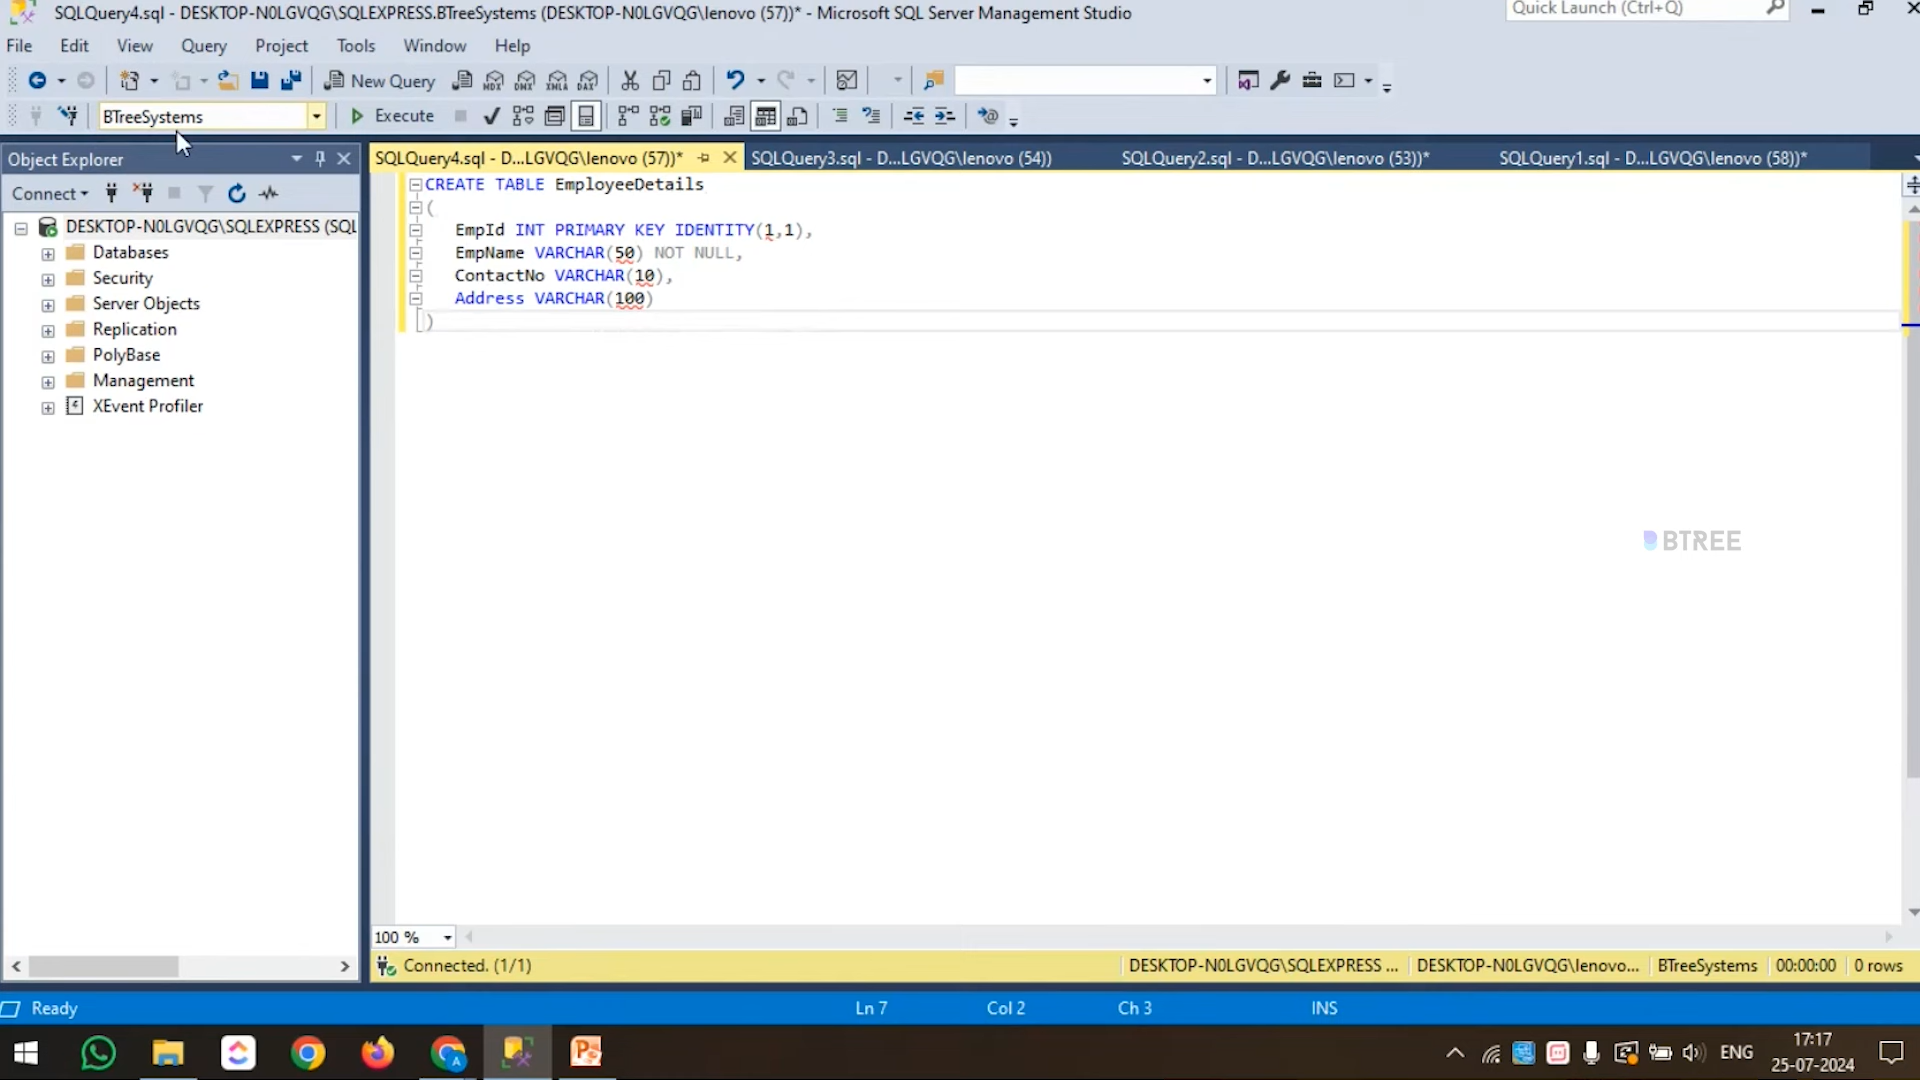 SQLQuery4.sql - DESKTOP-N0LGVQG\SQLEXPRESS.BTreeSystems (DESKTOP-N0LGVQG\lenovo (57))* - Microsoft SQL Server Management Studio
Quick Launch (Ctrl+Q)
File Edit View Query Project Tools Window Help
New Query MDX DMX XMLA DAX
BTreeSystems Execute
Object Explorer
SQLQuery4.sql - D...LGVQG\lenovo (57))* SQLQuery3.sql - D...LGVQG\lenovo (54)) SQLQuery2.sql - D...LGVQG\lenovo (53))* SQLQuery1.sql - D...LGVQG\lenovo (58))*
Connect
DESKTOP-N0LGVQG\SQLEXPRESS (SQL
Databases
Security
Server Objects
Replication
PolyBase
Management
XEvent Profiler
CREATE TABLE EmployeeDetails
(
EmpId INT PRIMARY KEY IDENTITY(1,1),
EmpName VARCHAR(50) NOT NULL,
ContactNo VARCHAR(10),
Address VARCHAR(100)
)
BTREE
100 %
Connected. (1/1)
DESKTOP-N0LGVQG\SQLEXPRESS ... DESKTOP-N0LGVQG\lenovo... BTreeSystems 00:00:00 0 rows
Ready Ln 7 Col 2 Ch 3 INS
A
ENG
17:17
25-07-2024